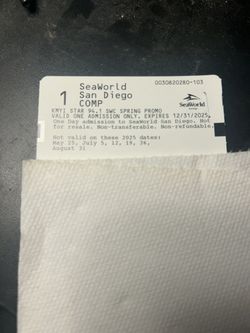 0030820280-103
1
SeaWorld
San Diego
COMP
SeaWorld
KMYI STAR 94.1 SWC SPRING PROMO
VALID ONE ADMISSION ONLY, EXPIRES 12/31/2025,
One Day admission to SeaWorld San Diego. Not
for resale. Non-transferable. Non-refundable.
Not valid on these 2025 dates:
May 25, July 5, 12, 19, 26,
August 31